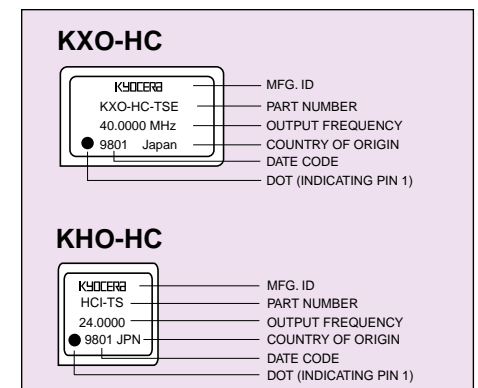 KXO-HC
KYOCERA MFG. ID
KXO-HC-TSE PART NUMBER
40.0000 MHz OUTPUT FREQUENCY
9801 Japan COUNTRY OF ORIGIN
DATE CODE
DOT (INDICATING PIN 1)
KHO-HC
KYOCERA MFG. ID
HCI-TS PART NUMBER
24.0000 OUTPUT FREQUENCY
9801 JPN COUNTRY OF ORIGIN
DATE CODE
DOT (INDICATING PIN 1)